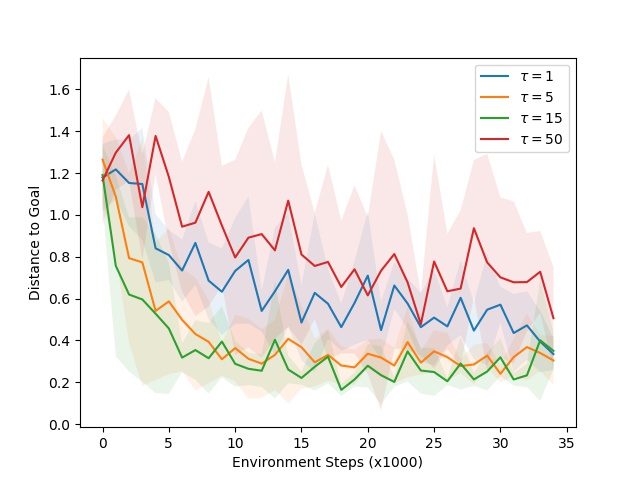 τ = 1
τ = 5
τ = 15
τ = 50
1.6
1.4
1.2
1.0
0.8
0.6
0.4
0.2
0.0
Distance to Goal
0 5 10 15 20 25 30 35
Environment Steps (x1000)